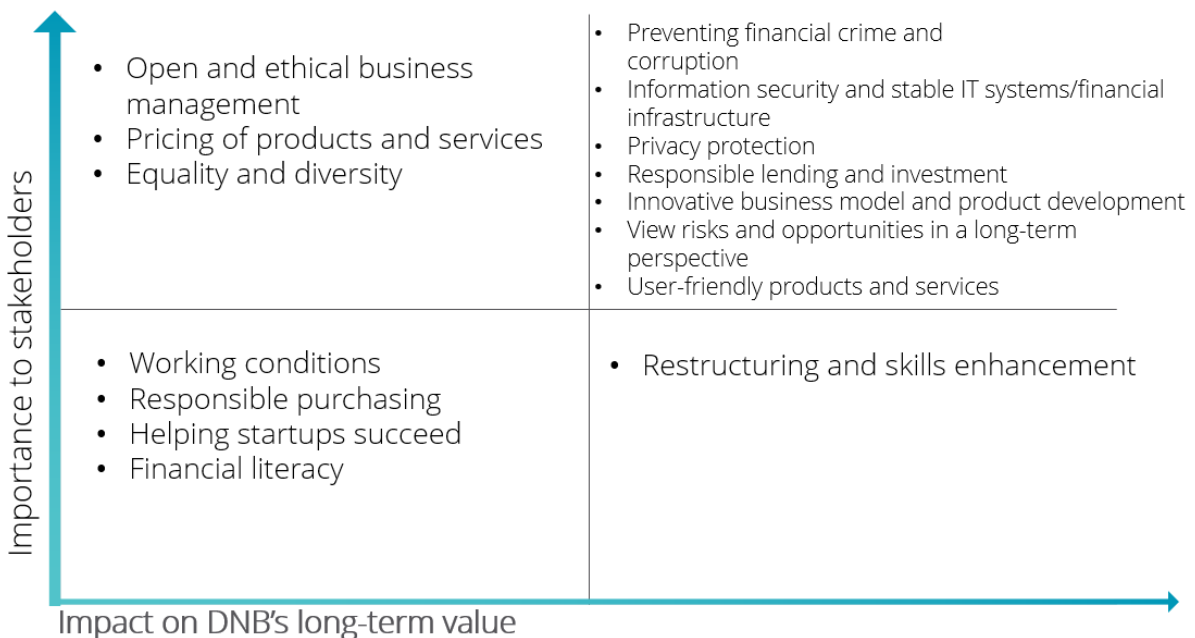 Importance to stakeholders
• Open and ethical business
management
• Pricing of products and services
• Equality and diversity
• Preventing financial crime and
corruption
• Information security and stable IT systems/financial
infrastructure
• Privacy protection
• Responsible lending and investment
• Innovative business model and product development
• View risks and opportunities in a long-term
perspective
• User-friendly products and services
• Working conditions
• Responsible purchasing
• Helping startups succeed
• Financial literacy
• Restructuring and skills enhancement
Impact on DNB's long-term value